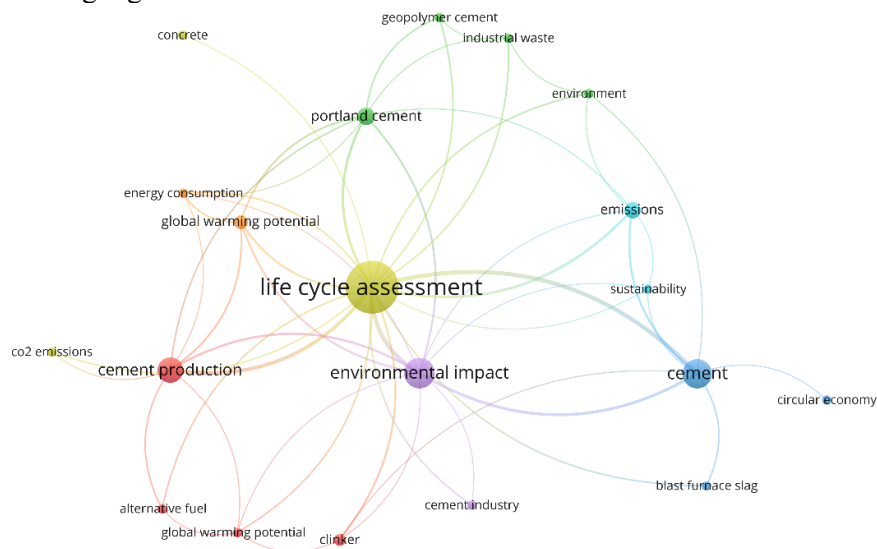 geopolymer cement
concrete
industrial waste
environment
portland cement
energy consumption
emissions
global warming potential
life cycle assessment
sustainability
co2 emissions
cement production
environmental impact
cement
circular economy
blast furnace slag
alternative fuel
cement industry
global warming potential
clinker